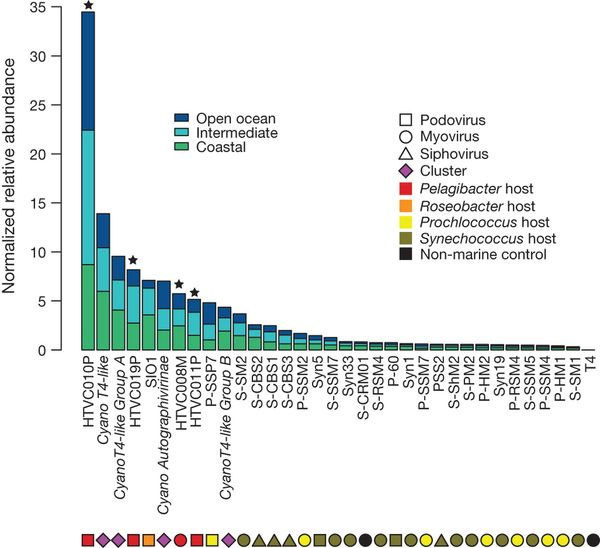 35
30
25
20
15
10
5
0
Normalized relative abundance
Open ocean
Intermediate
Coastal
Podovirus
Myovirus
Siphovirus
Cluster
Pelagibacter host
Roseobacter host
Prochlococcus host
Synechococcus host
Non-marine control
HTVC010P
Cyano T4-like
CyanoT4-like Group A
HTVC019P
SIO1
Cyano Autographivirinae
HTVC008M
HTVC011P
P-SSP7
CyanoT4-like Group B
S-SM2
S-CBS2
S-CBS1
S-CBS3
P-SSM2
Syn5
S-SSM7
Syn33
S-CRM01
S-RSM4
P-60
Syn1
P-SSM7
PSS2
S-ShM2
S-PM2
P-HM2
Syn19
P-RSM4
S-SSM5
P-SSM4
P-HM1
S-SM1
T4